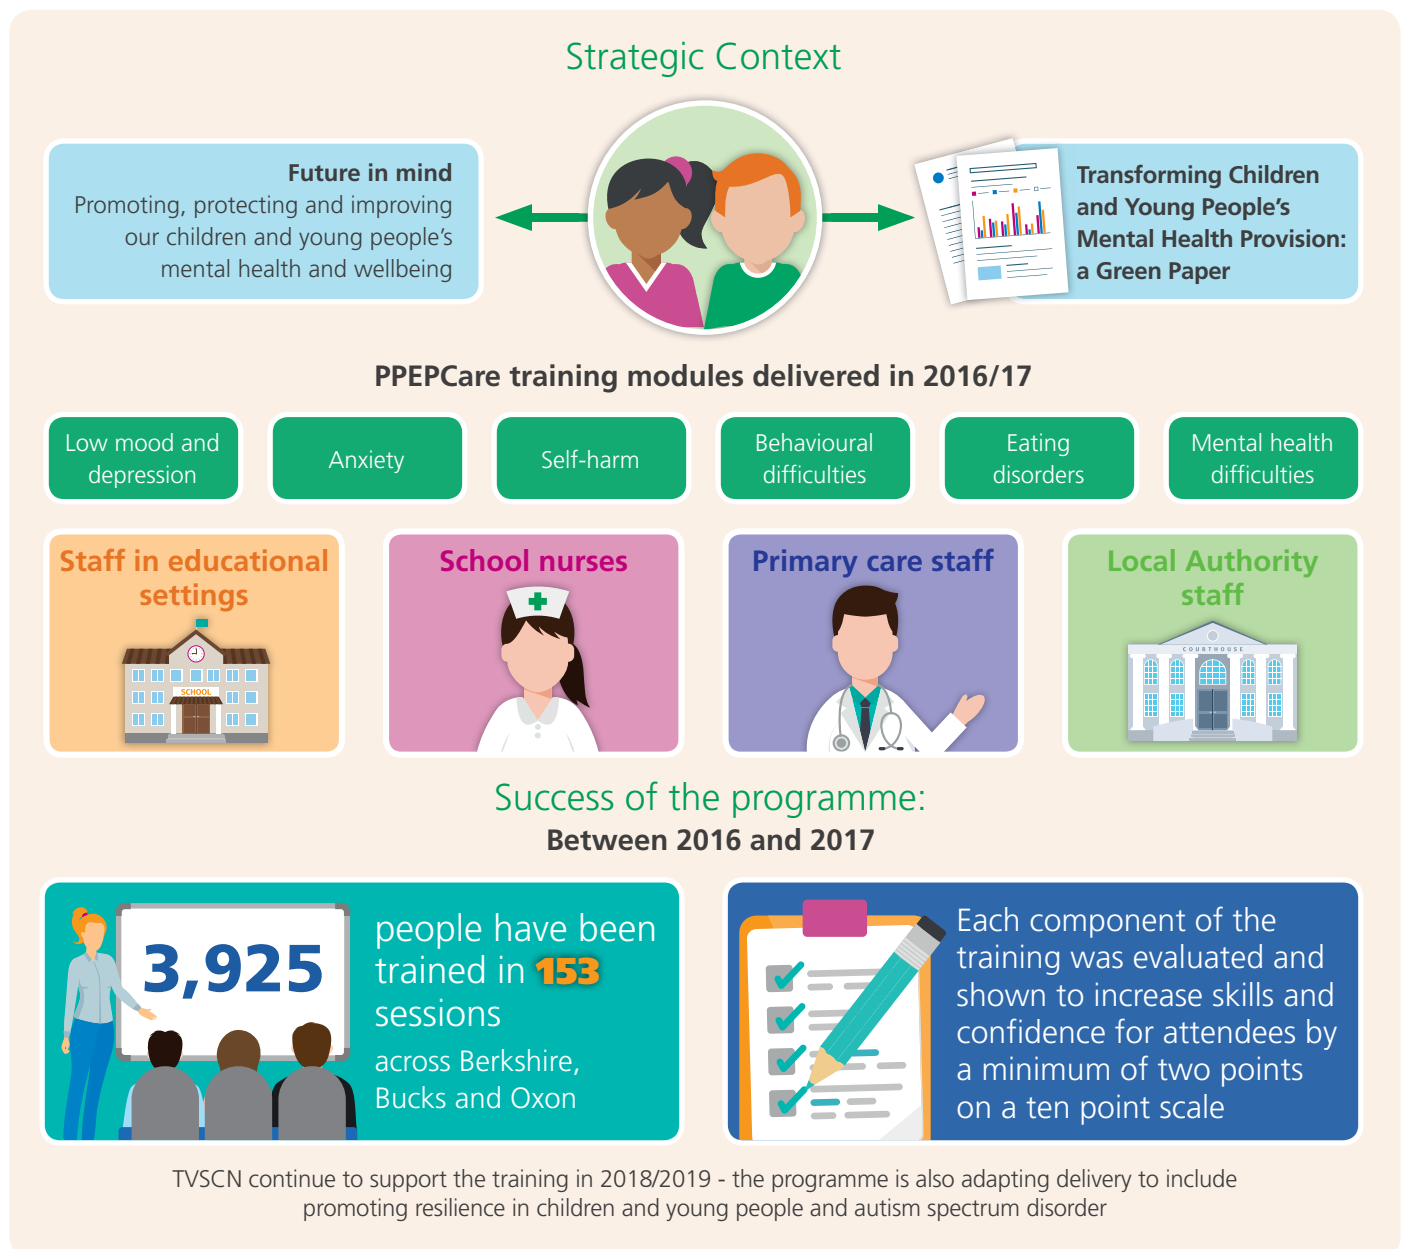 Strategic Context
Future in mind
Promoting, protecting and improving
our children and young people's
mental health and wellbeing
Transforming Children
and Young People's
Mental Health Provision:
a Green Paper
PPEPCare training modules delivered in 2016/17
Low mood and
depression
Anxiety
Self-harm
Behavioural
difficulties
Eating
disorders
Mental health
difficulties
Staff in educational
settings
SCHOOL
School nurses
Primary care staff
Local Authority
staff
COURTHOUSE
Success of the programme:
Between 2016 and 2017
3,925
people have been
trained in 153
sessions
across Berkshire,
Bucks and Oxon
Each component of the
training was evaluated and
shown to increase skills and
confidence for attendees by
a minimum of two points
on a ten point scale
TVSCN continue to support the training in 2018/2019 - the programme is also adapting delivery to include
promoting resilience in children and young people and autism spectrum disorder